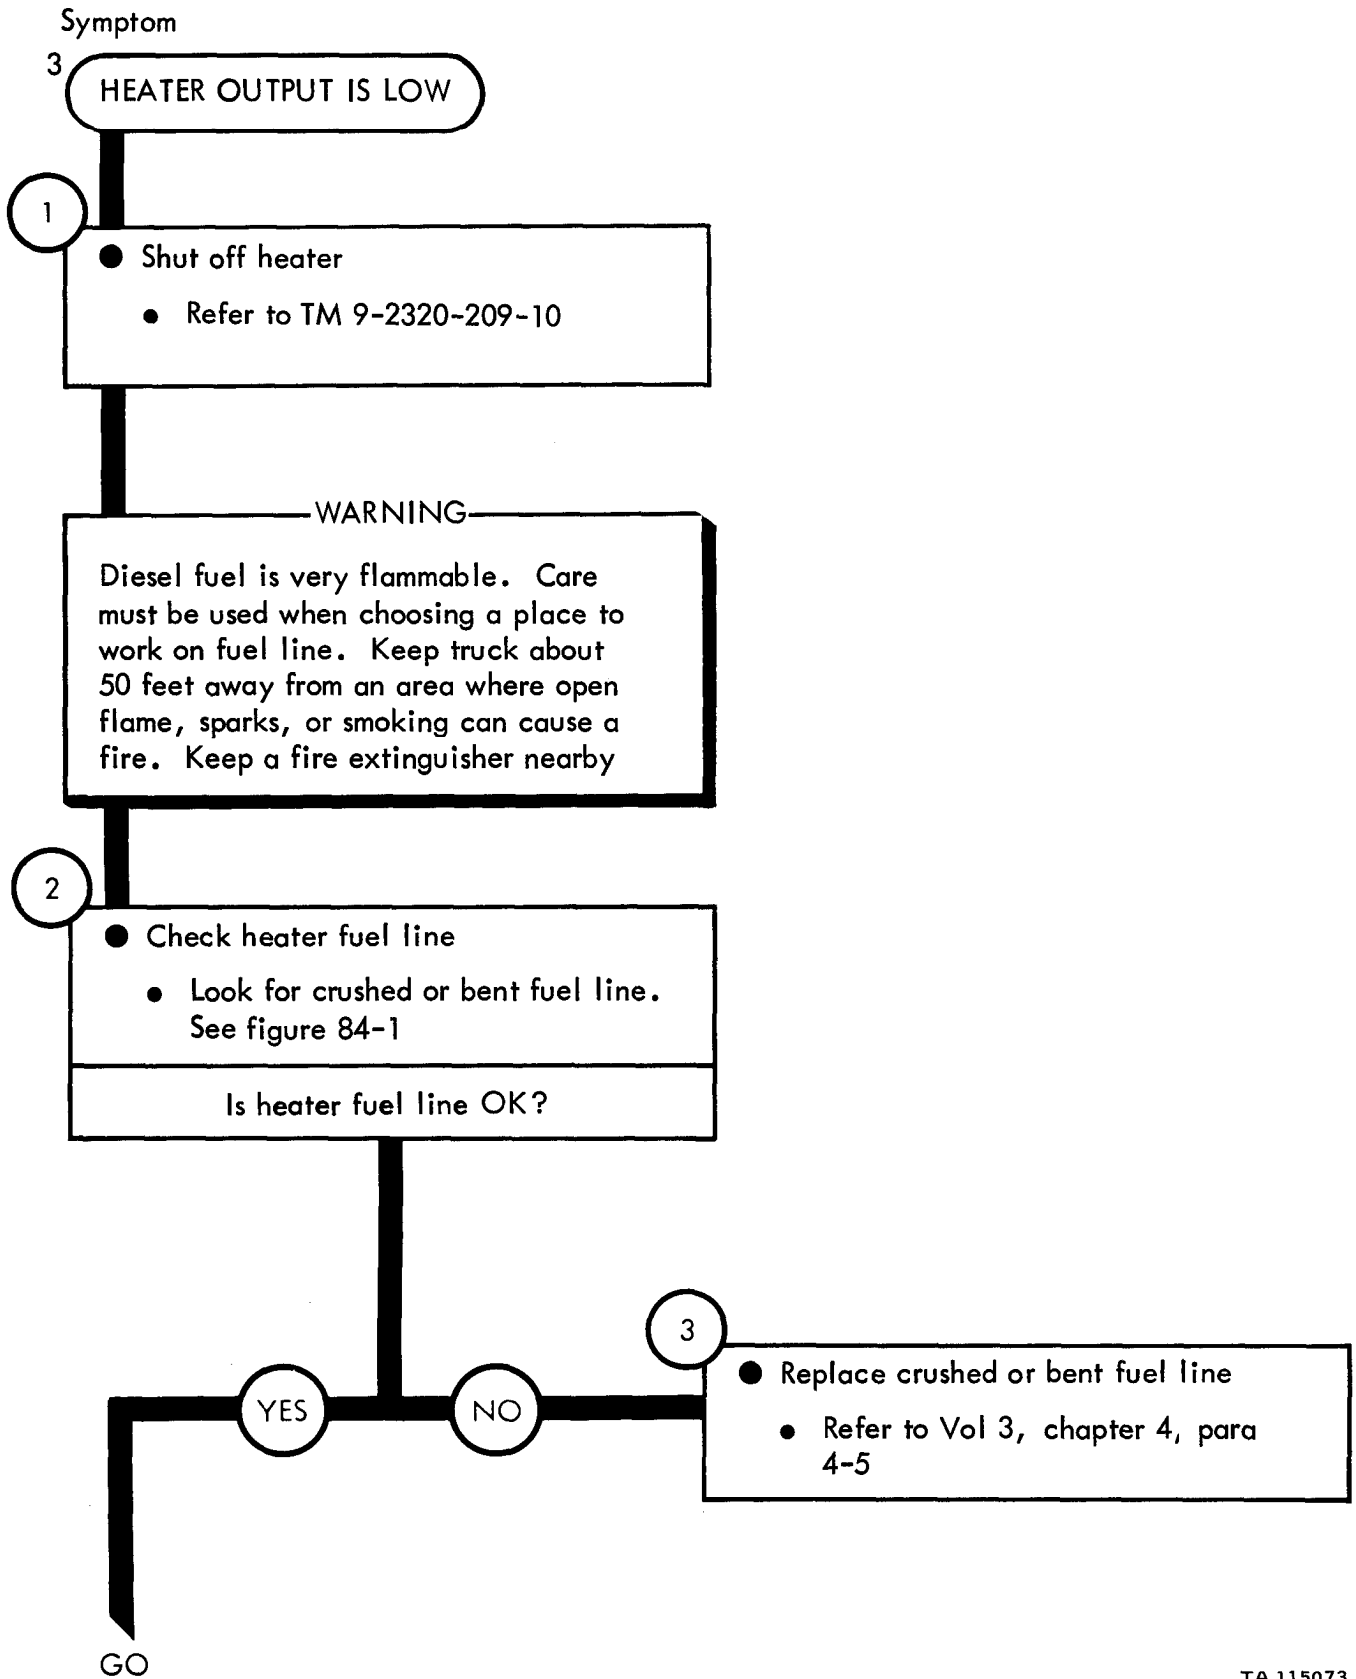 Symptom
3
HEATER OUTPUT IS LOW
1
● Shut off heater
● Refer to TM 9-2320-209-10
WARNING
Diesel fuel is very flammable. Care
must be used when choosing a place to
work on fuel line. Keep truck about
50 feet away from an area where open
flame, sparks, or smoking can cause a
fire. Keep a fire extinguisher nearby
2
● Check heater fuel line
● Look for crushed or bent fuel line.
See figure 84-1
Is heater fuel line OK?
3
● Replace crushed or bent fuel line
● Refer to Vol 3, chapter 4, para
4-5
YES
NO
GO
TA 115073